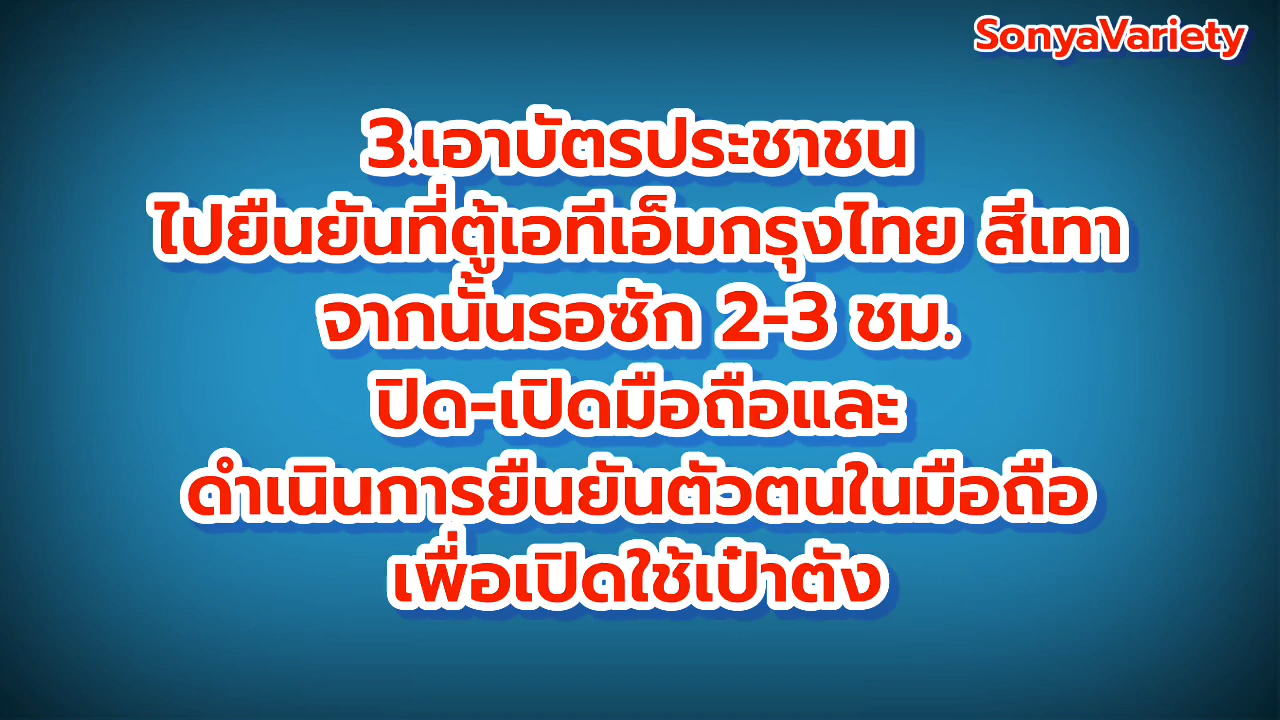 SonyaVariety
3.เอาบัตรประชาชน
ไปยืนยันที่ตู้เอทีเอ็มกรุงไทย สีเทา
จากนั้นรอซัก 2-3 ชม.
ปิด-เปิดมือถือและ
ดำเนินการยืนยันตัวตนในมือถือ
เพื่อเปิดใช้เป๋าตัง